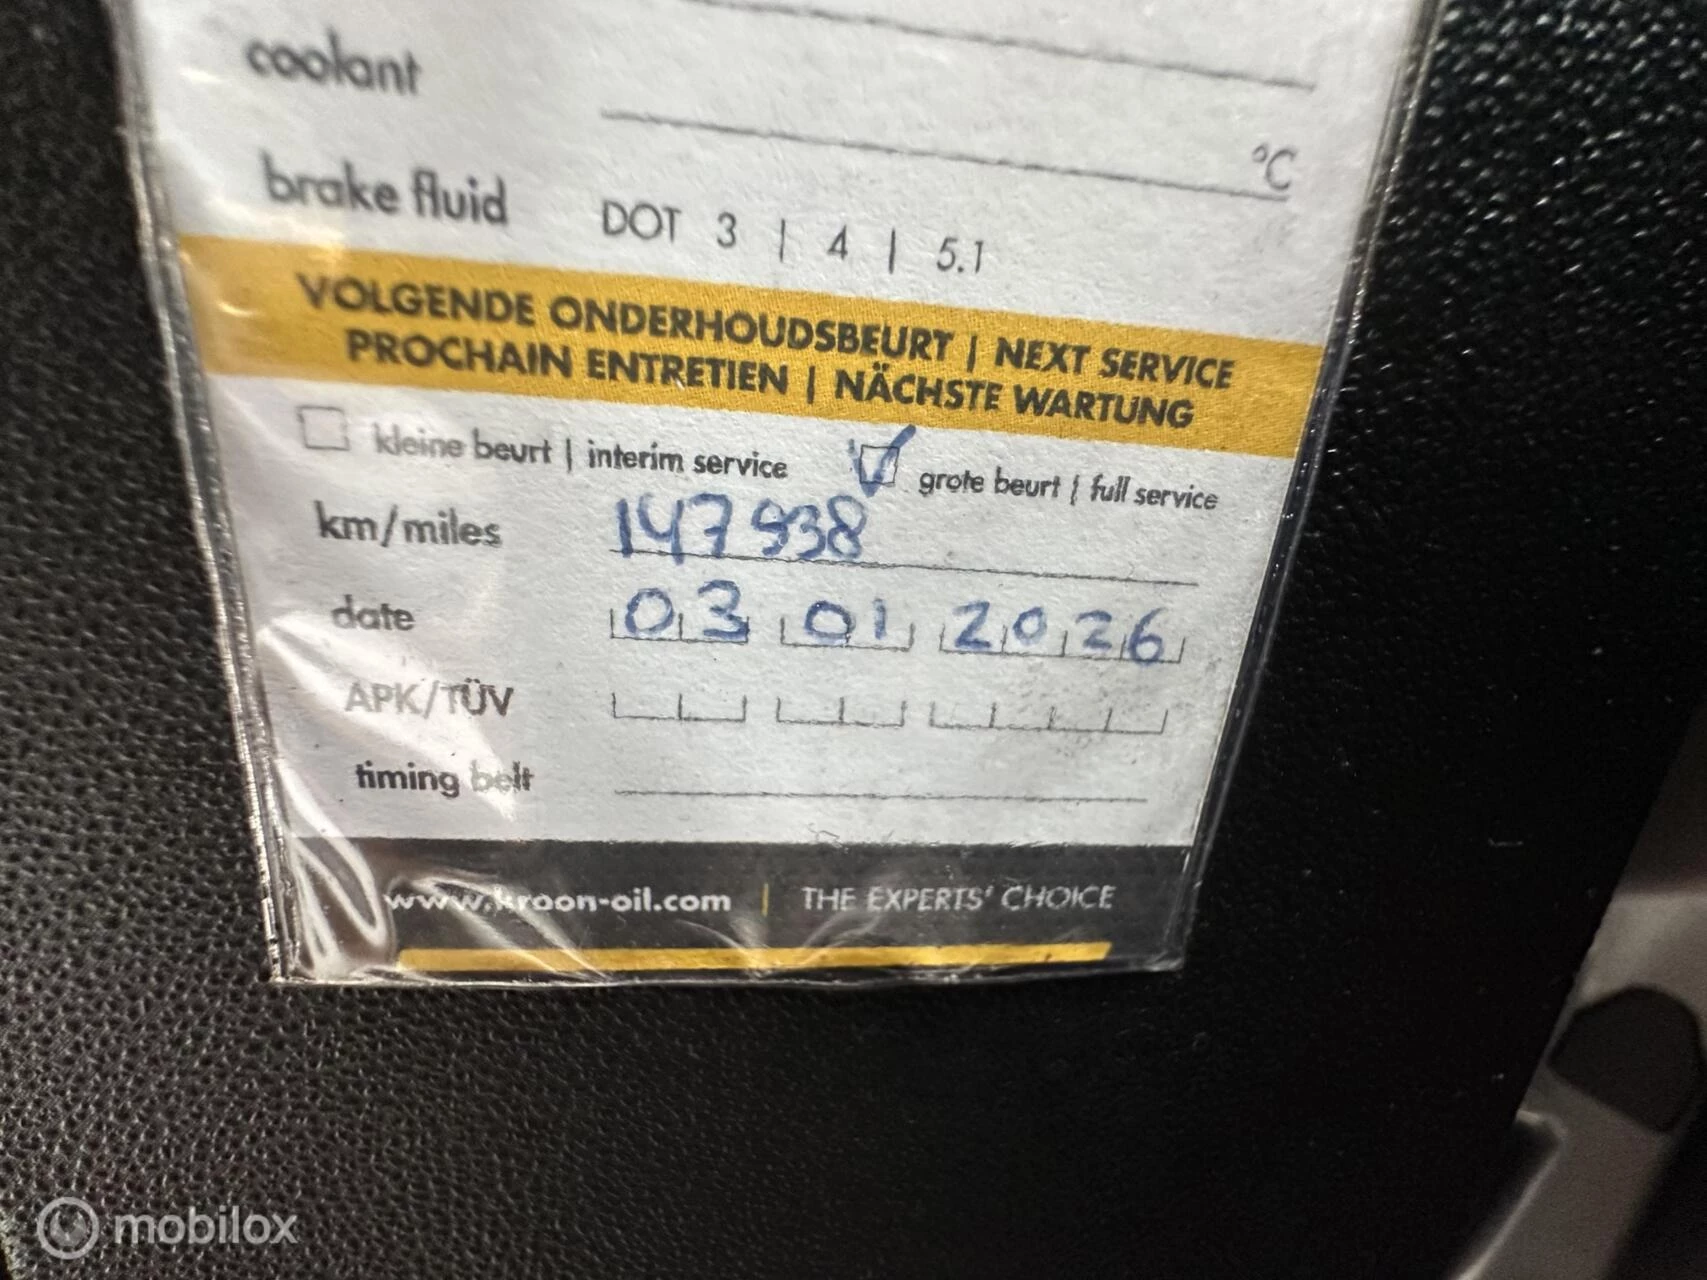 coolant
°C
brake fluid DOT 3 | 4 | 5.1
VOLGENDE ONDERHOUDSBEURT | NEXT SERVICE
PROCHAIN ENTRETIEN | NÄCHSTE WARTUNG
kleine beurt | interim service grote beurt | full service
km/miles 147938
date 03 01 2026
APK/TÜV
timing belt
www.kroon-oil.com | THE EXPERTS' CHOICE
mobilox